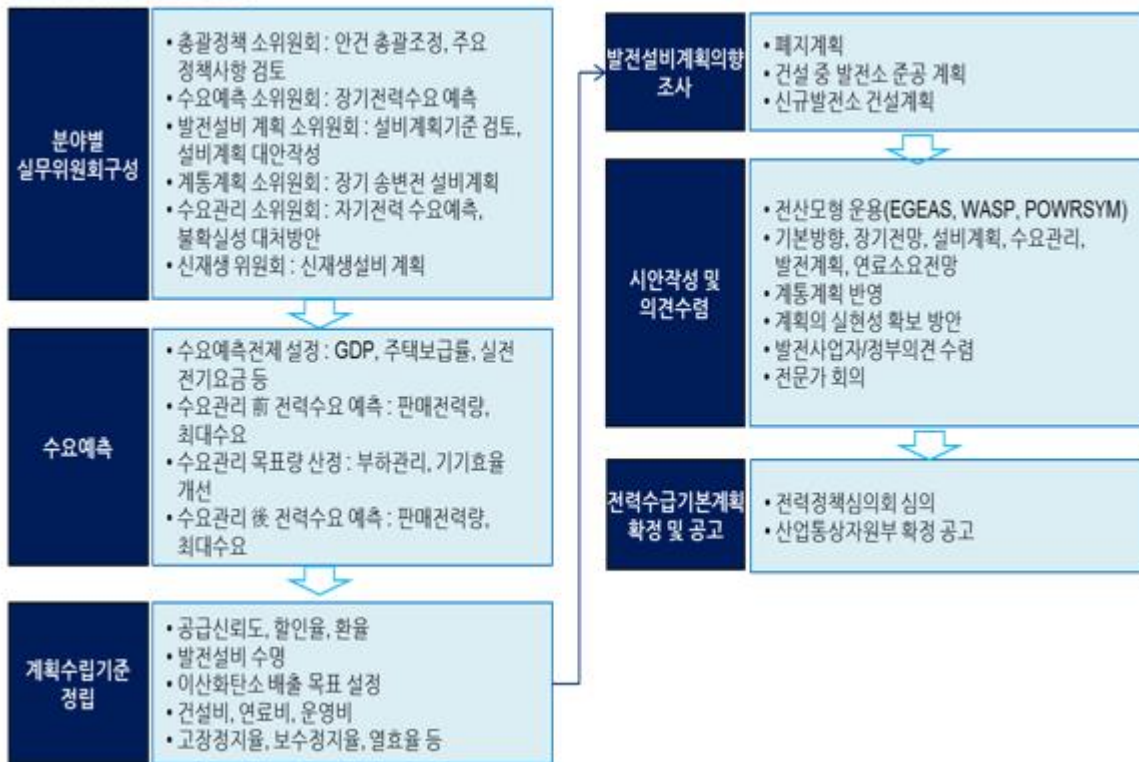 분야별
실무위원회구성
• 총괄정책 소위원회 : 안건 총괄조정, 주요
정책사항 검토
• 수요예측 소위원회 : 장기전력수요 예측
• 발전설비 계획 소위원회 : 설비계획기준 검토,
설비계획 대안작성
• 계통계획 소위원회 : 장기 송변전 설비계획
• 수요관리 소위원회 : 자기전력 수요예측,
불확실성 대처방안
• 신재생 위원회 : 신재생설비 계획
수요예측
• 수요예측전제 설정 : GDP, 주택보급률, 실전
전기요금 등
• 수요관리 前 전력수요 예측 : 판매전력량,
최대수요
• 수요관리 목표량 산정 : 부하관리, 기기효율
개선
• 수요관리 後 전력수요 예측 : 판매전력량,
최대수요
계획수립기준
정립
• 공급신뢰도, 할인율, 환율
• 발전설비 수명
• 이산화탄소 배출 목표 설정
• 건설비, 연료비, 운영비
• 고장정지율, 보수정지율, 열효율 등
발전설비계획의향
조사
• 폐지계획
• 건설 중 발전소 준공 계획
• 신규발전소 건설계획
시안작성 및
의견수렴
• 전산모형 운용(EGEAS, WASP, POWRSYM)
• 기본방향, 장기전망, 설비계획, 수요관리,
발전계획, 연료소요전망
• 계통계획 반영
• 계획의 실현성 확보 방안
• 발전사업자/정부의견 수렴
• 전문가 회의
전력수급기본계획
확정 및 공고
• 전력정책심의회 심의
• 산업통상자원부 확정 공고